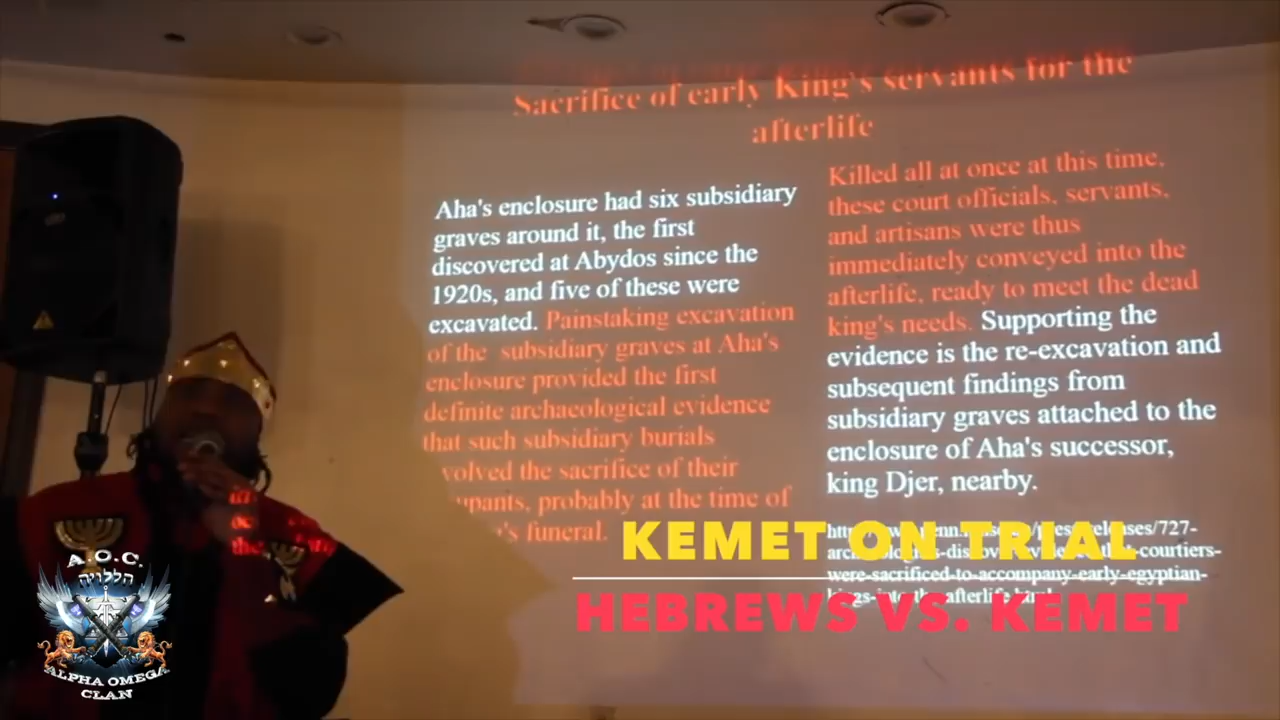 Sacrifice of early King's servants for the
afterlife
Aha's enclosure had six subsidiary
graves around it, the first
discovered at Abydos since the
1920s, and five of these were
excavated. Painstaking excavation
of the subsidiary graves at Aha's
enclosure provided the first
definite archaeological evidence
that such subsidiary burials
volved the sacrifice of their
upants, probably at the time of
's funeral.
Killed all at once at this time,
these court officials, servants,
and artisans were thus
immediately conveyed into the
afterlife, ready to meet the dead
king's needs. Supporting the
evidence is the re-excavation and
subsequent findings from
subsidiary graves attached to the
enclosure of Aha's successor,
king Djer, nearby.
-courtiers-
were-sacrificed-to-accompany-early-egyptian-
KEMET ON TRIAL
HEBREWS VS. KEMET
A.O.C.
הללויה
ALPHA OMEGA
CLAN